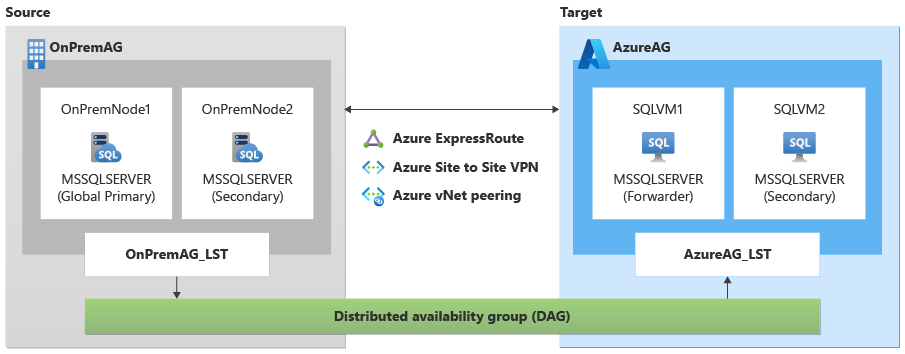 Source
Target
OnPremAG
AzureAG
OnPremNode1
OnPremNode2
SQLVM1
SQLVM2
SQL
SQL
SQL
SQL
MSSQLSERVER
(Global Primary)
MSSQLSERVER
(Secondary)
Azure ExpressRoute
Azure Site to Site VPN
Azure vNet peering
MSSQLSERVER
(Forwarder)
MSSQLSERVER
(Secondary)
OnPremAG_LST
AzureAG_LST
Distributed availability group (DAG)